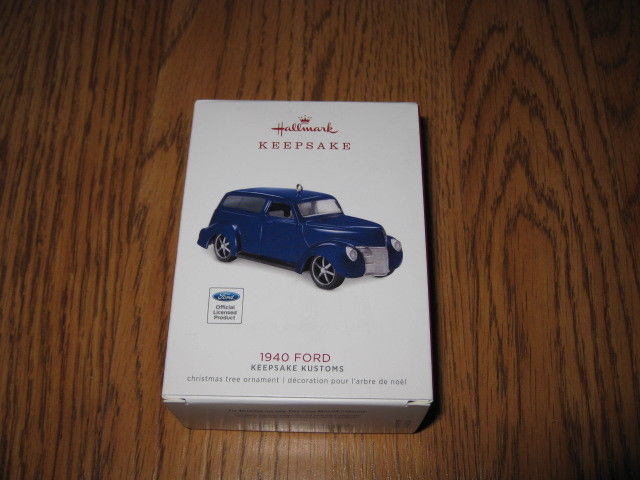 Hallmark
KEEPSAKE
Ford
Official
Licensed
Product
1940 FORD
KEEPSAKE KUSTOMS
christmas tree ornament | décoration pour l'arbre de noël